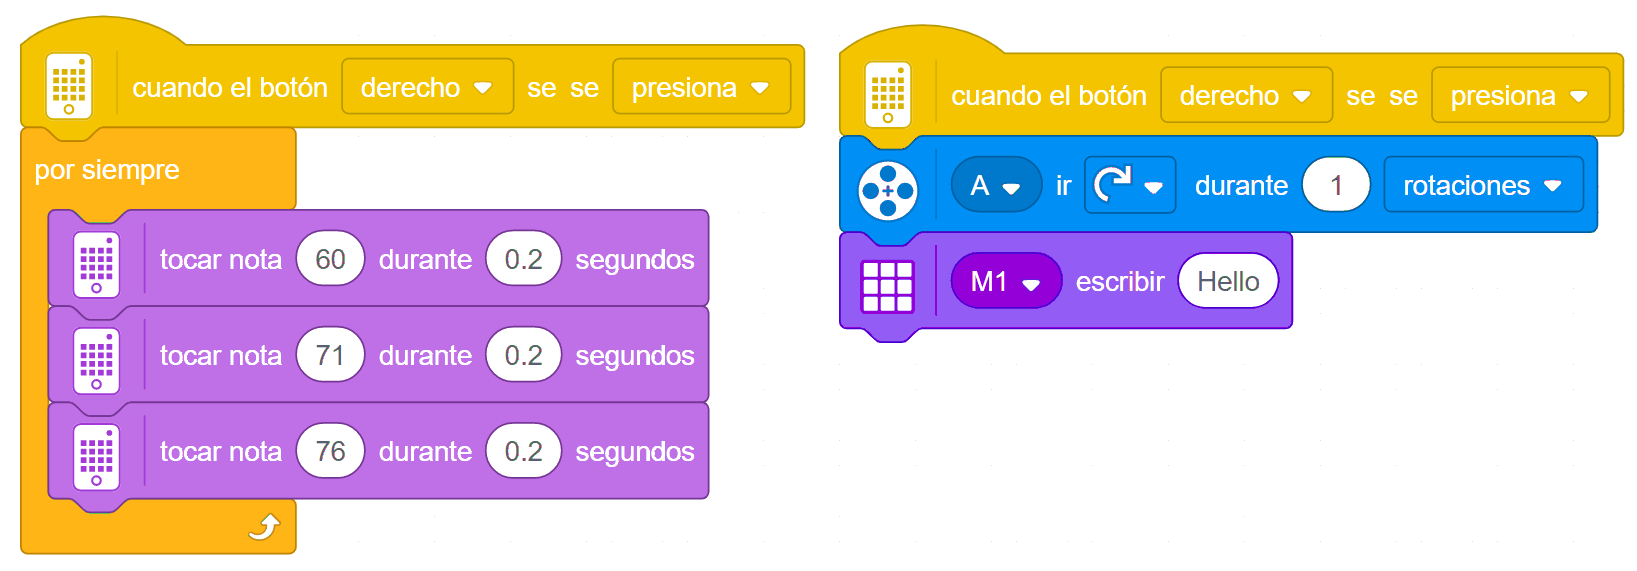 cuando el botón derecho se se presiona
por siempre
tocar nota 60 durante 0.2 segundos
tocar nota 71 durante 0.2 segundos
tocar nota 76 durante 0.2 segundos
cuando el botón derecho se se presiona
A ir durante 1 rotaciones
M1 escribir Hello